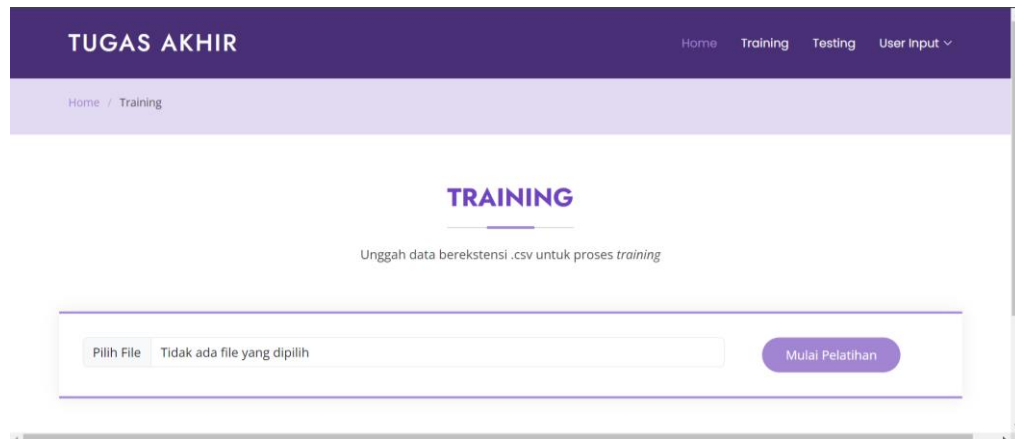 TUGAS AKHIR
Home Training Testing User Input
Home / Training
TRAINING
Unggah data berekstensi .csv untuk proses training
Pilih File Tidak ada file yang dipilih
Mulai Pelatihan